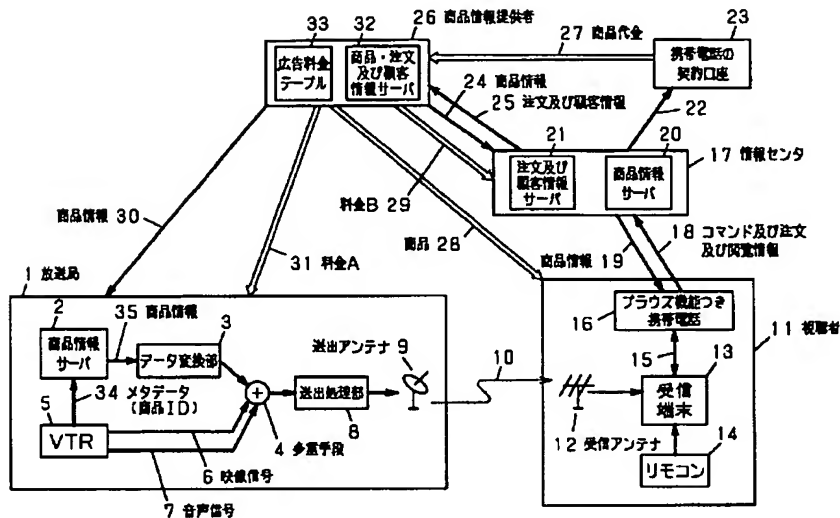 33
32
26 商品情報提供者
広告料金
テーブル
商品・注文
及び顧客
情報サーバ
27 商品代金
23
携帯電話の
契約口座
24 商品情報
25 注文及び顧客情報
22
21
20
注文及び
顧客情報
サーバ
商品情報
サーバ
17 情報センタ
商品情報
30
料金B 29
商品 28
31 料金A
商品情報
19
18 コマンド及び注文
及び閲覧情報
1 放送局
2
35 商品情報
3
商品情報
サーバ
データ変換部
34 メタデータ
(商品ID)
5
VTR
6 映像信号
7 音声信号
4 多重手段
送出処理部
8
送出アンテナ 9
10
16
ブラウズ機能つき
携帯電話
11 視聴者
15
13
受信
端末
12 受信アンテナ
14
リモコン